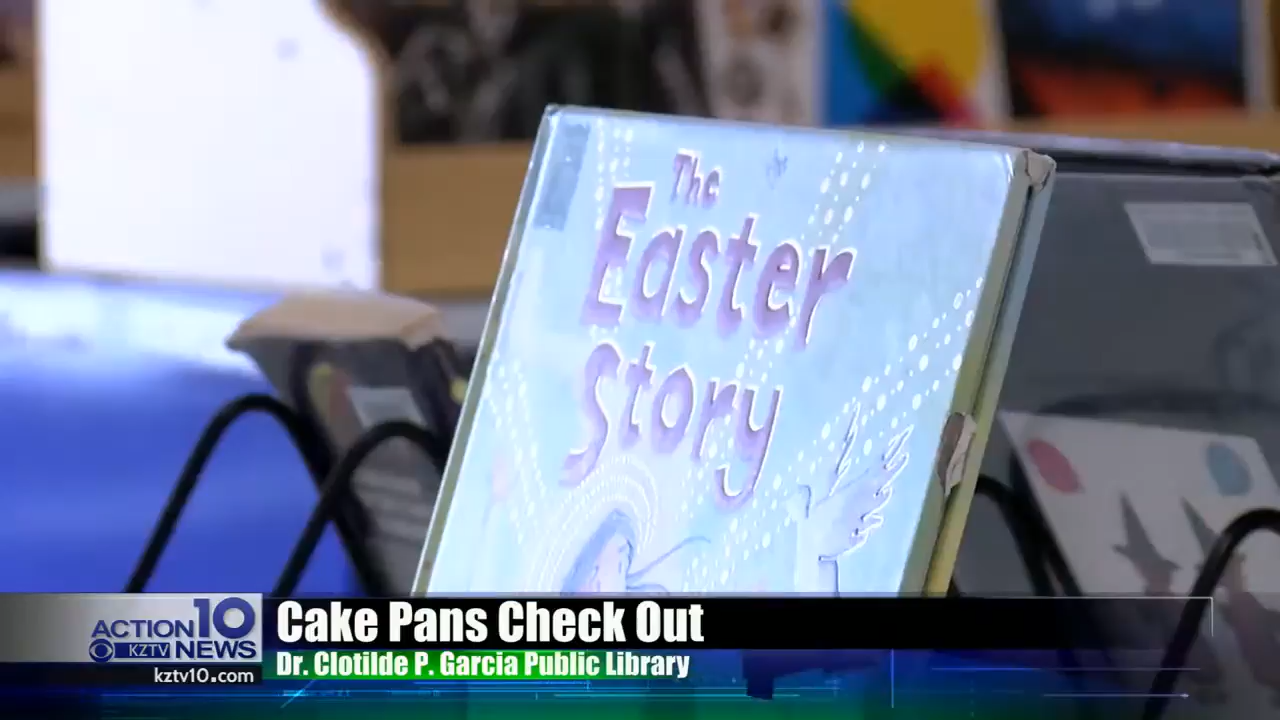 The
Easter
Story
ACTION 10
KZTV NEWS
kztv10.com
Cake Pans Check Out
Dr. Clotilde P. Garcia Public Library